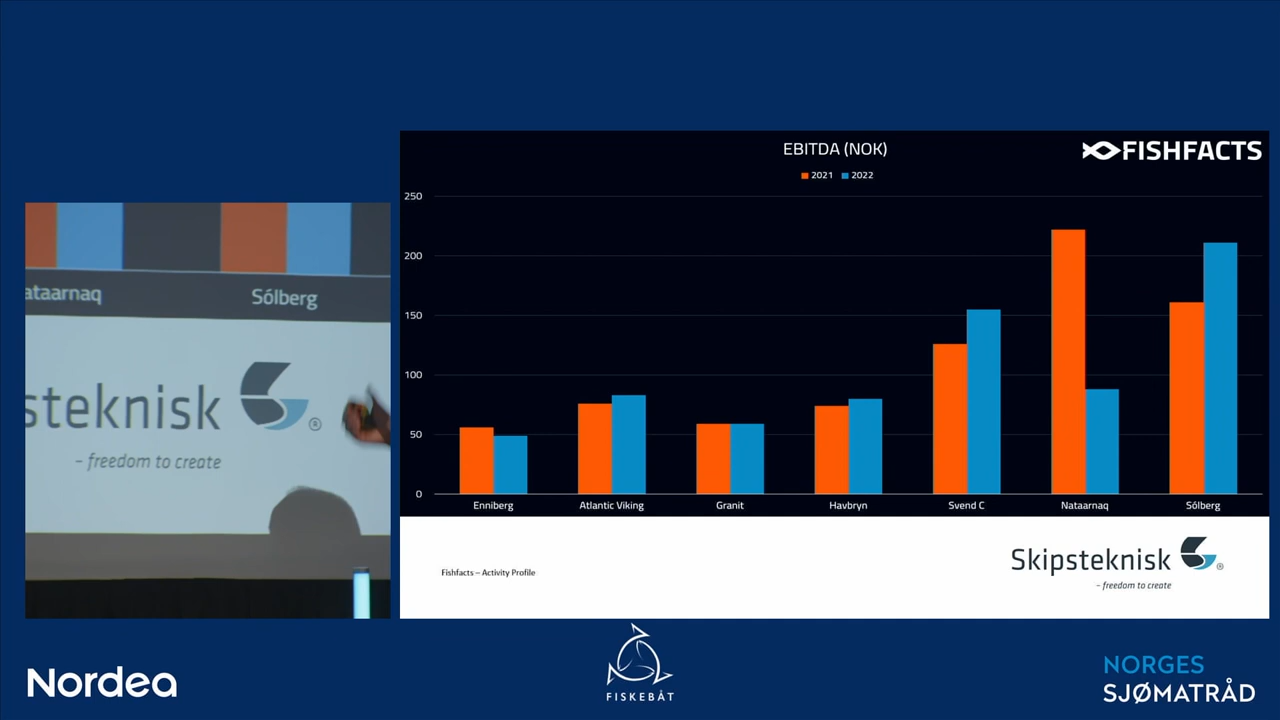 EBITDA (NOK)
FISHFACTS
2021 2022
250
200
150
100
50
0
Enniberg Atlantic Viking Granit Havbryn Svend C Nataarnaq Sólberg
Fishfacts – Activity Profile
Skipsteknisk
®
– freedom to create
ataarnaq Sólberg
steknisk
®
– freedom to create
Nordea
FISKEBÅT
NORGES
SJØMATRÅD